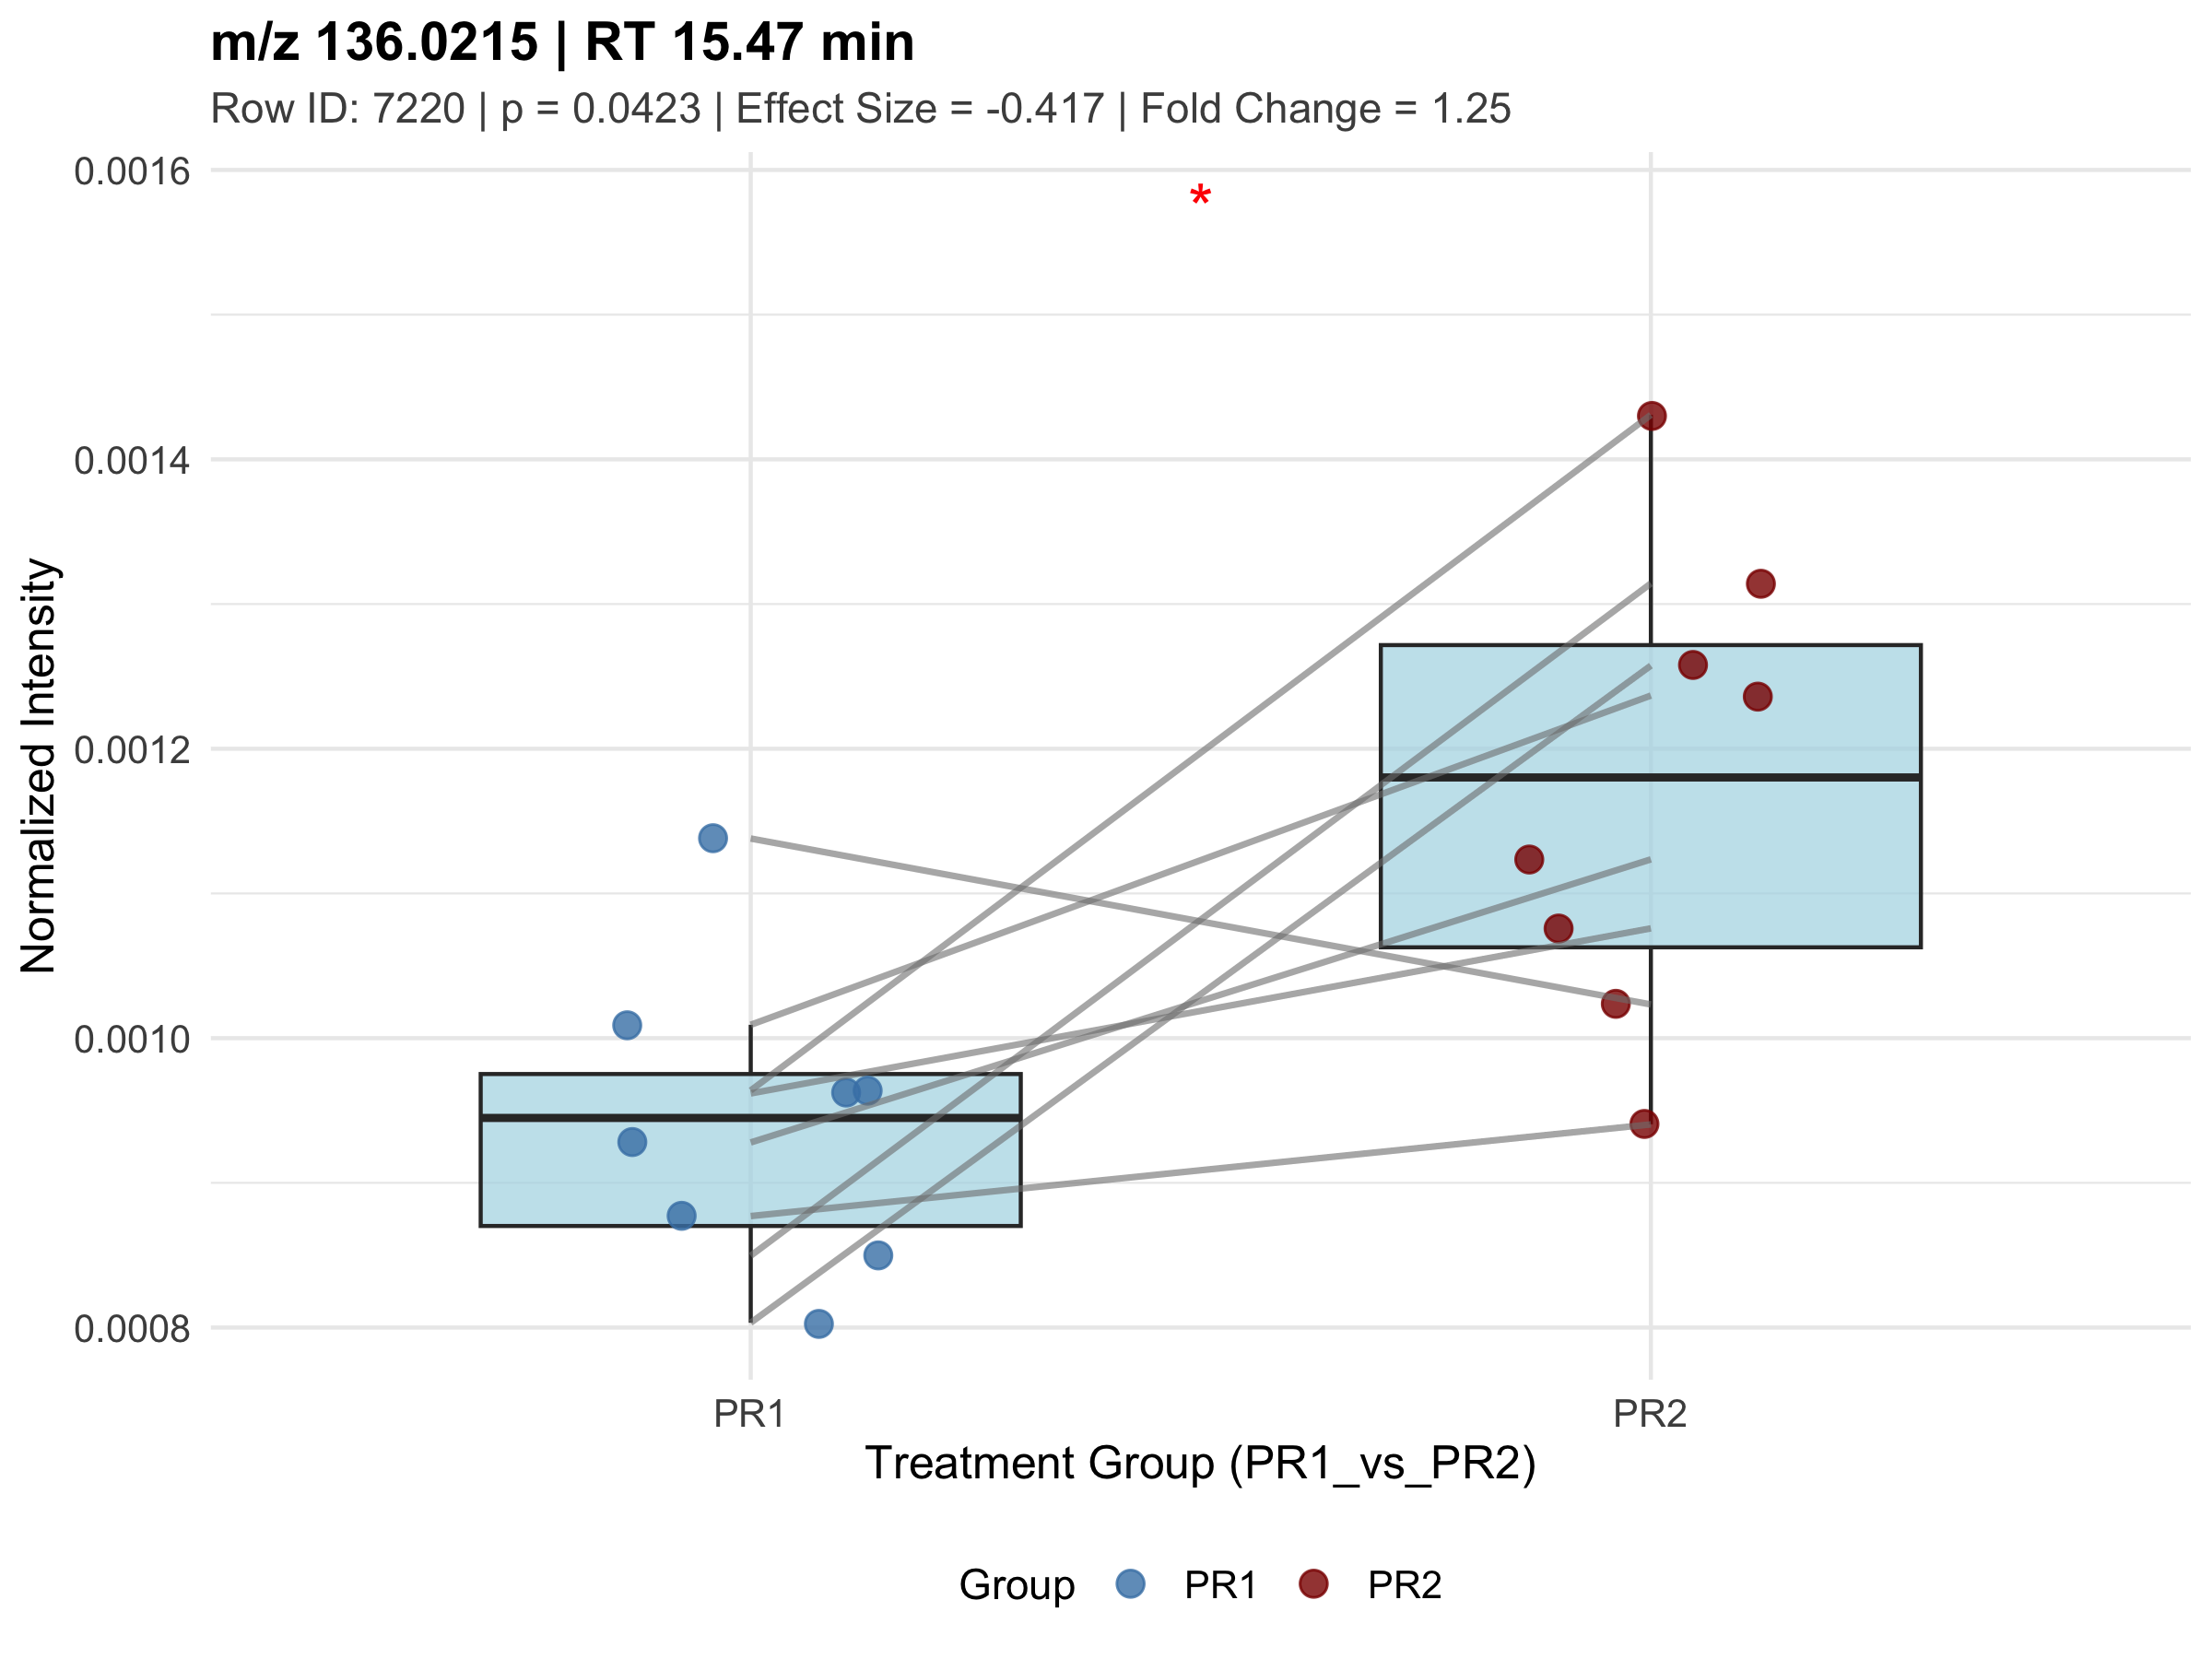 m/z 136.0215 | RT 15.47 min
Row ID: 7220 | p = 0.0423 | Effect Size = -0.417 | Fold Change = 1.25
0.0016
*
0.0014
0.0012
0.0010
0.0008
Normalized Intensity
PR1 PR2
Treatment Group (PR1_vs_PR2)
Group PR1 PR2